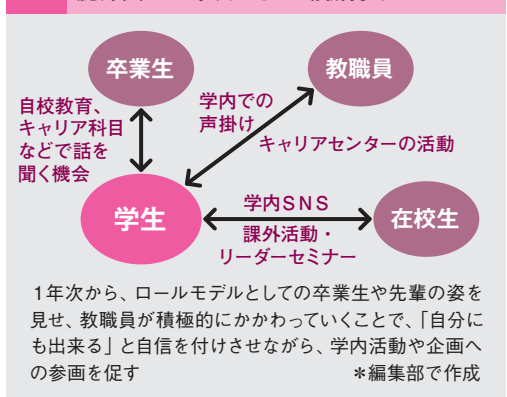 卒業生
教職員
自校教育、
キャリア科目
などで話を
聞く機会
学内での
声掛け
キャリアセンターの活動
学生
学内SNS
課外活動・
リーダーセミナー
在校生
1年次から、ロールモデルとしての卒業生や先輩の姿を
見せ、教職員が積極的にかかわっていくことで、「自分に
も出来る」と自信を付けさせながら、学内活動や企画へ
の参画を促す　　　　　　　　　＊編集部で作成